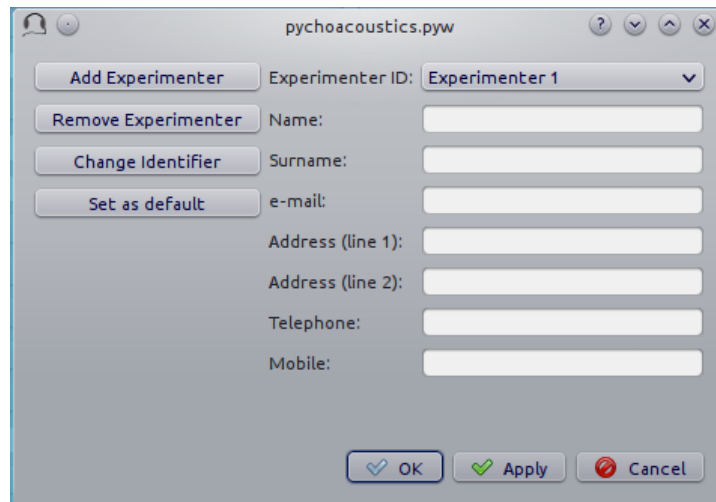 pychoacoustics.pyw
Add Experimenter
Experimenter ID: Experimenter 1
Remove Experimenter
Name:
Change Identifier
Surname:
Set as default
e-mail:
Address (line 1):
Address (line 2):
Telephone:
Mobile:
OK
Apply
Cancel